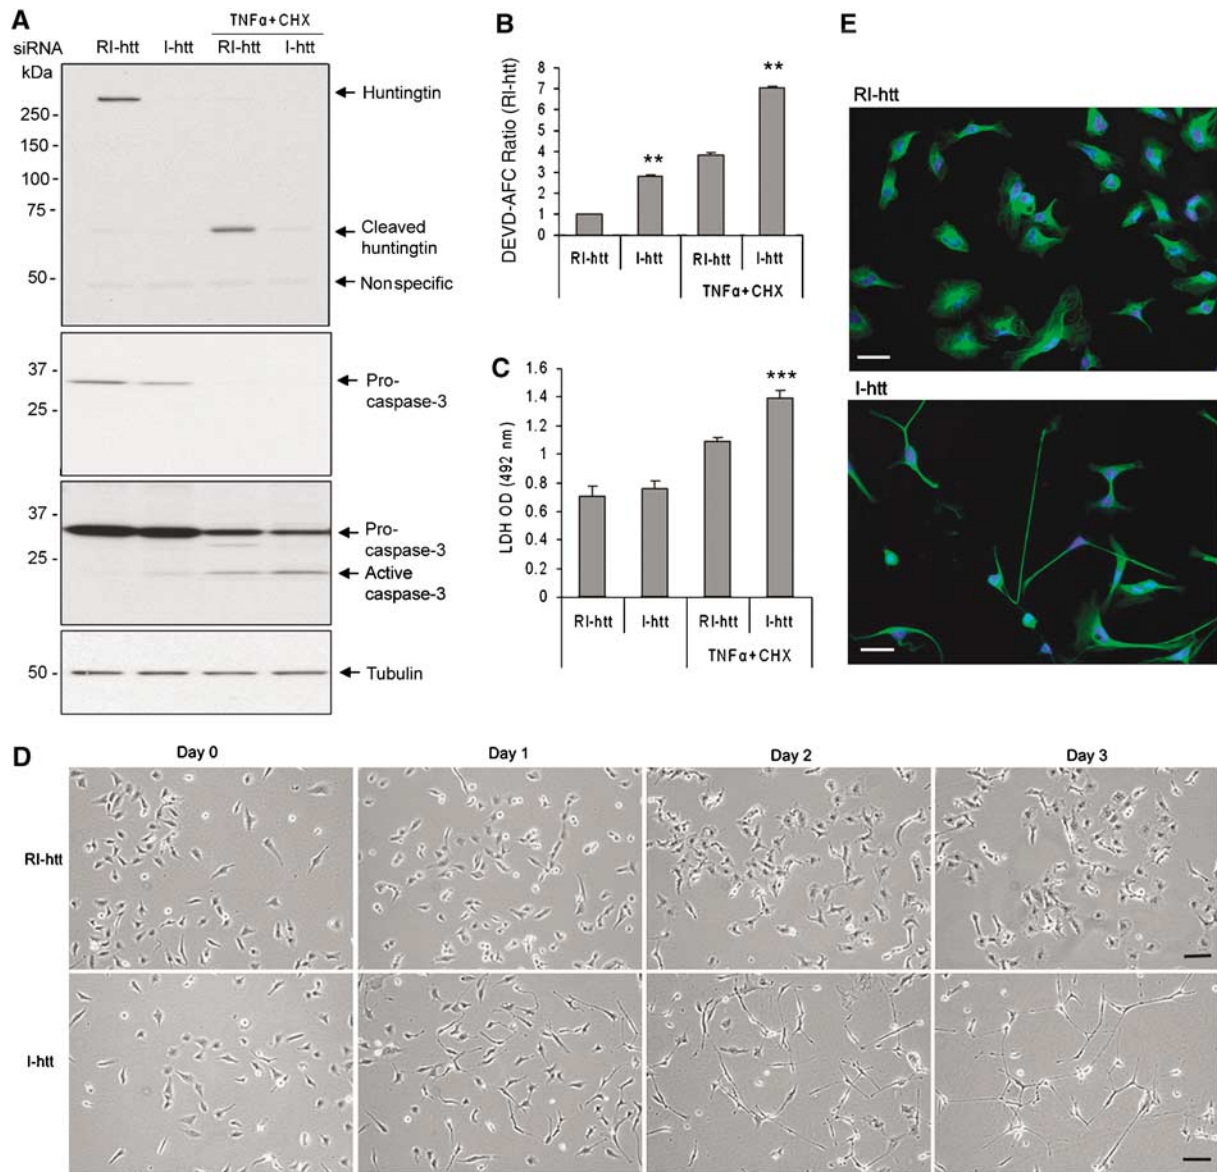 A
TNFα+CHX
siRNA RI-htt I-htt RI-htt I-htt
kDa
250 -
150 -
100 -
75 -
50 -
Huntingtin
Cleaved
huntingtin
Nonspecific
37 -
25 -
Pro-
caspase-3
37 -
25 -
Pro-
caspase-3
Active
caspase-3
50 -
Tubulin
B
DEVD-AFC Ratio (RI-htt)
8
7
6
5
4
3
2
1
0
**
**
RI-htt I-htt RI-htt I-htt
TNFα+CHX
C
LDH OD (492 nm)
1.6
1.4
1.2
1
0.8
0.6
0.4
0.2
0
***
RI-htt I-htt RI-htt I-htt
TNFα+CHX
E
RI-htt
I-htt
D
Day 0 Day 1 Day 2 Day 3
RI-htt
I-htt